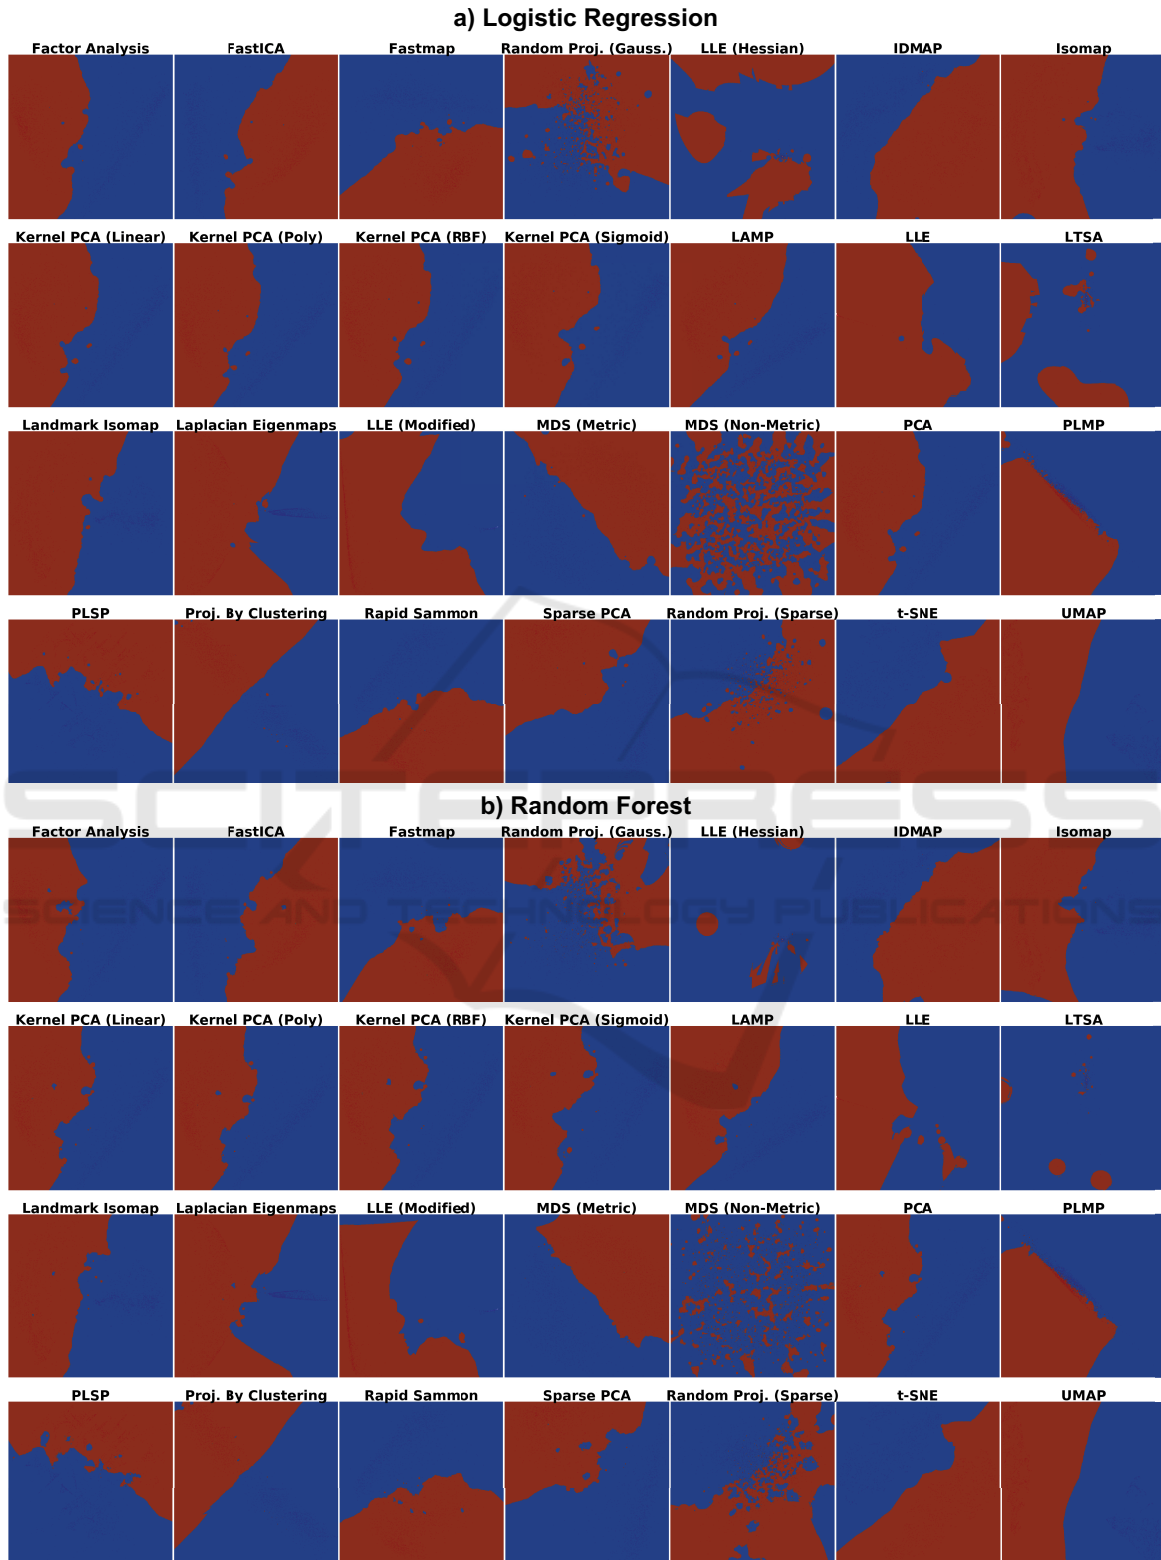 a) Logistic Regression
Factor Analysis FastICA Fastmap Random Proj. (Gauss.) LLE (Hessian) IDMAP Isomap
Kernel PCA (Linear) Kernel PCA (Poly) Kernel PCA (RBF) Kernel PCA (Sigmoid) LAMP LLE LTSA
Landmark Isomap Laplacian Eigenmaps LLE (Modified) MDS (Metric) MDS (Non-Metric) PCA PLMP
PLSP Proj. By Clustering Rapid Sammon Sparse PCA Random Proj. (Sparse) t-SNE UMAP
SCITEPRESS
b) Random Forest
Factor Analysis FastICA Fastmap Random Proj. (Gauss.) LLE (Hessian) IDMAP Isomap
SCIENCE AND TECHNOLOGY PUBLICATIONS
Kernel PCA (Linear) Kernel PCA (Poly) Kernel PCA (RBF) Kernel PCA (Sigmoid) LAMP LLE LTSA
Landmark Isomap Laplacian Eigenmaps LLE (Modified) MDS (Metric) MDS (Non-Metric) PCA PLMP
PLSP Proj. By Clustering Rapid Sammon Sparse PCA Random Proj. (Sparse) t-SNE UMAP